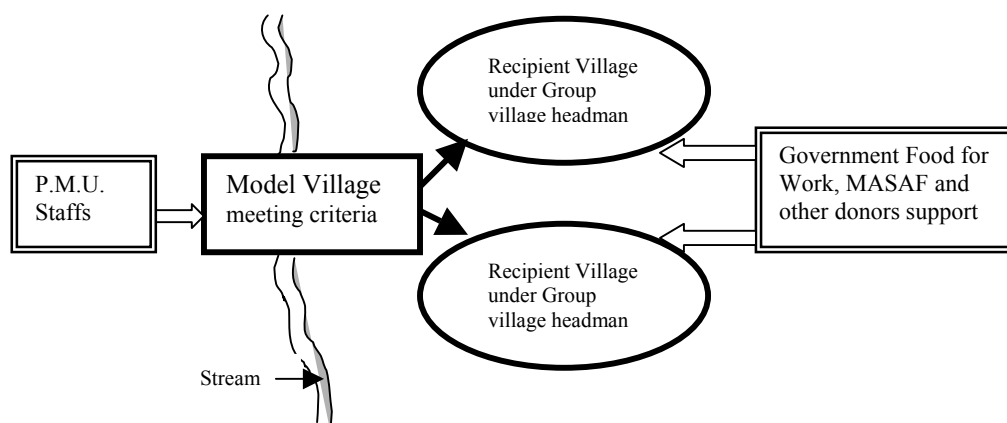 Recipient Village
under Group
village headman
P.M.U.
Staffs
Model Village
meeting criteria
Government Food for
Work, MASAF and
other donors support
Recipient Village
under Group
village headman
Stream